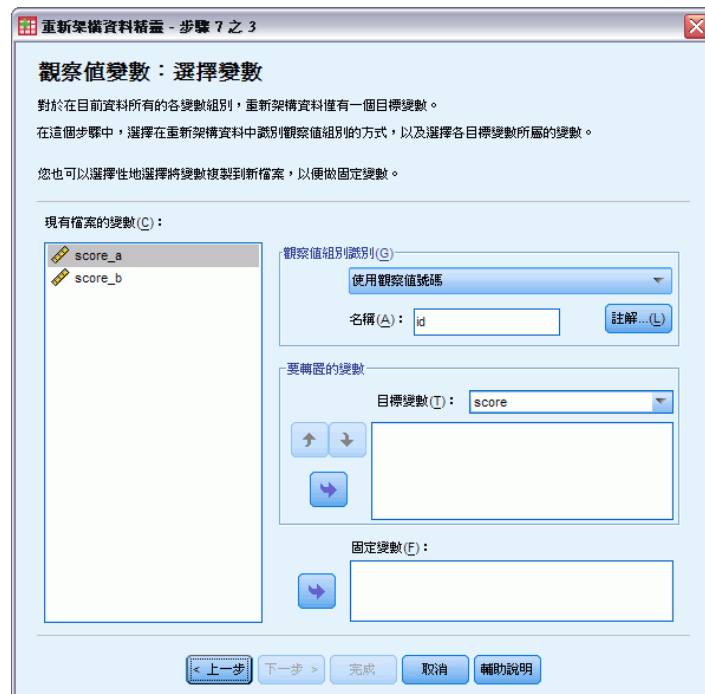 重新架構資料精靈 - 步驟 7 之 3
觀察值變數：選擇變數
對於在目前資料所有的各變數組別，重新架構資料僅有一個目標變數。
在這個步驟中，選擇在重新架構資料中識別觀察值組別的方式，以及選擇各目標變數所屬的變數。
您也可以選擇性地選擇將變數複製到新檔案，以便做固定變數。
現有檔案的變數(C)：
score_a
score_b
觀察值組別識別(G)
使用觀察值號碼
名稱(A)：
id
註解...(L)
要轉置的變數
目標變數(T)：
score
固定變數(F)：
< 上一步
下一步 >
完成
取消
輔助說明